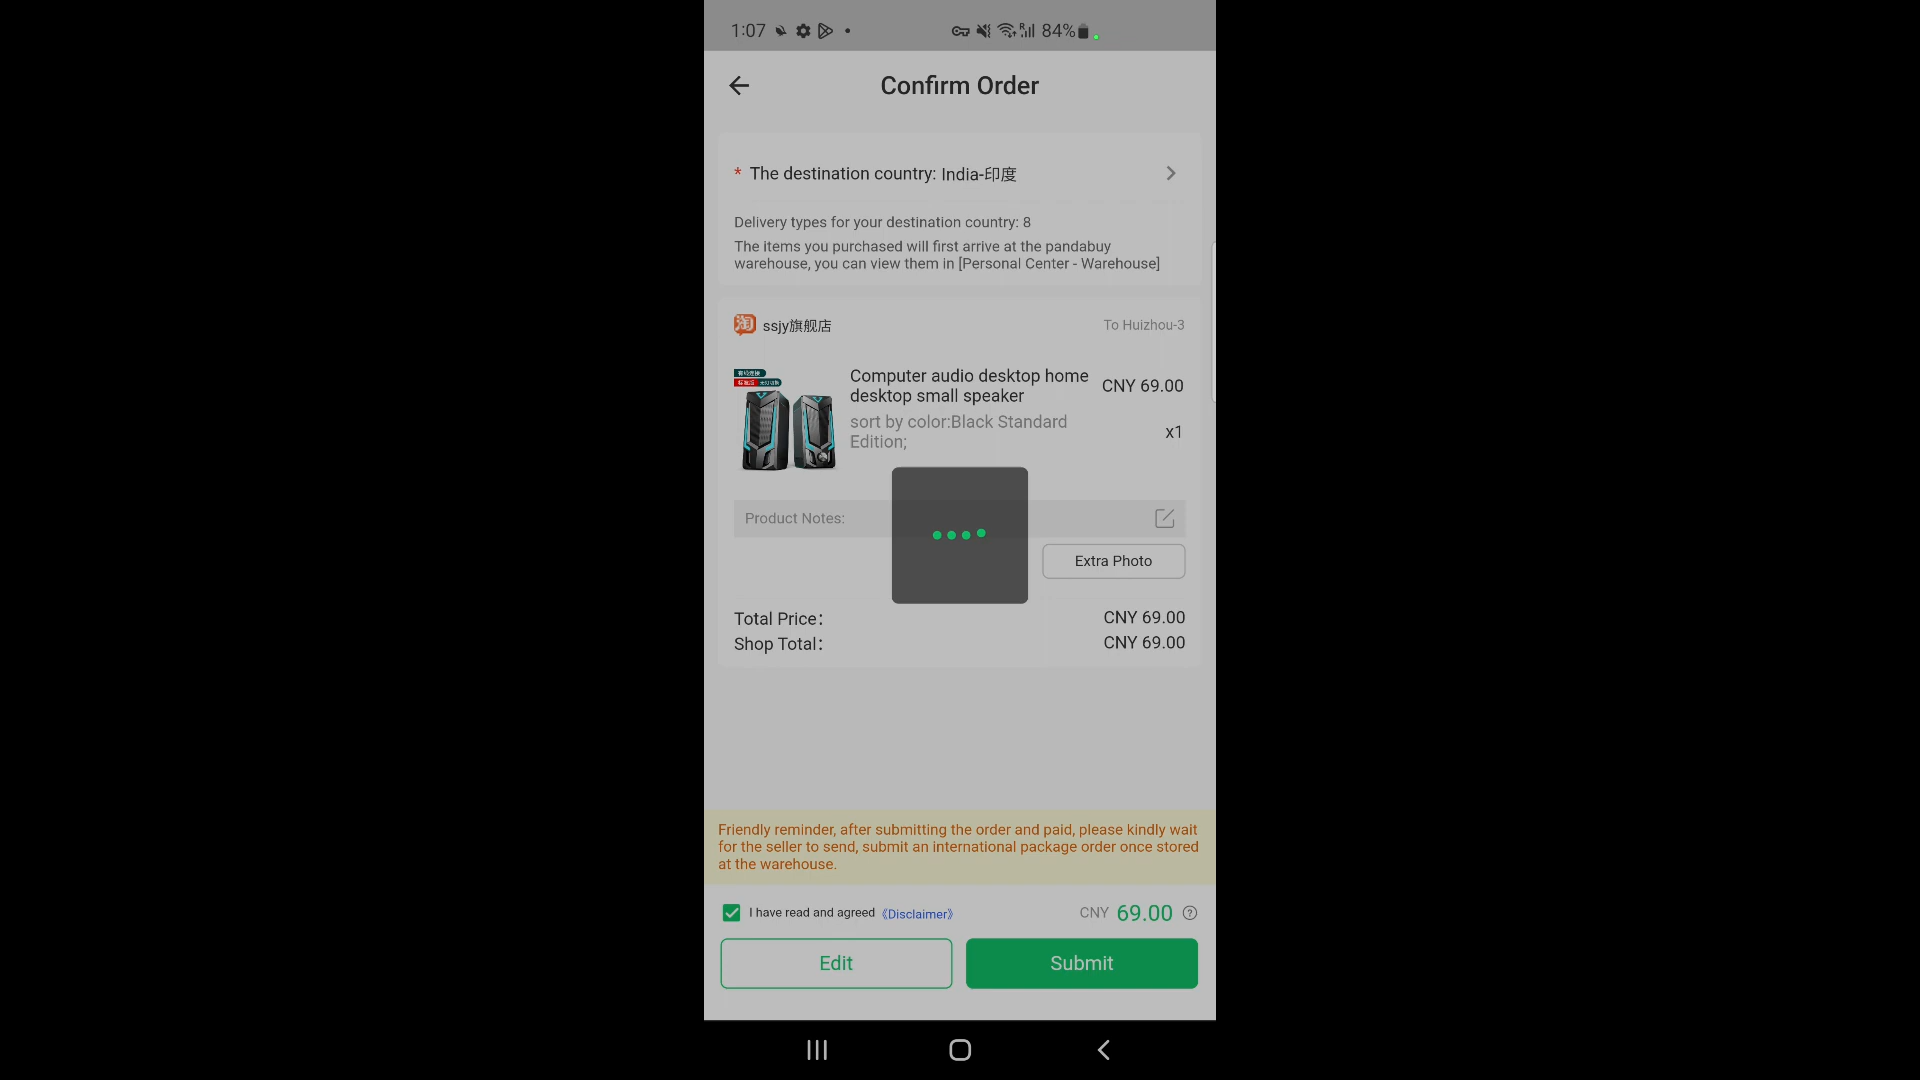 1:07
84%
Confirm Order
* The destination country: India-印度
Delivery types for your destination country: 8
The items you purchased will first arrive at the pandabuy
warehouse, you can view them in [Personal Center - Warehouse]
淘 ssjy旗舰店
To Huizhou-3
Computer audio desktop home
desktop small speaker
CNY 69.00
sort by color:Black Standard
Edition;
x1
Product Notes:
Extra Photo
Total Price： CNY 69.00
Shop Total： CNY 69.00
Friendly reminder, after submitting the order and paid, please kindly wait
for the seller to send, submit an international package order once stored
at the warehouse.
I have read and agreed 《Disclaimer》
CNY 69.00 ?
Edit
Submit